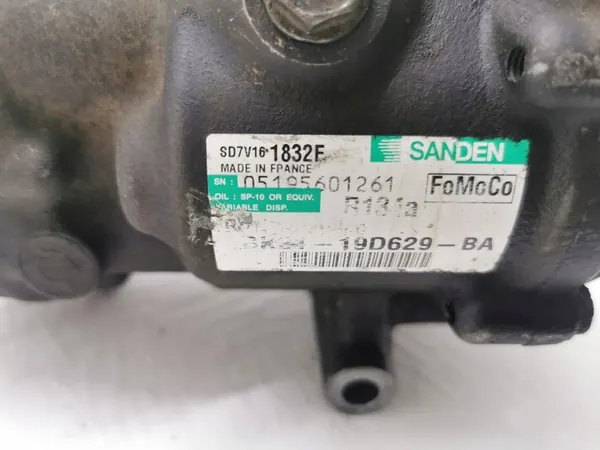 SD7V16 1832F SANDEN
MADE IN FRANCE
SN : 05195601261 FoMoCo
OIL : SP-10 OR EQUIV. R134a
VARIABLE DISP.
-19D629-BA